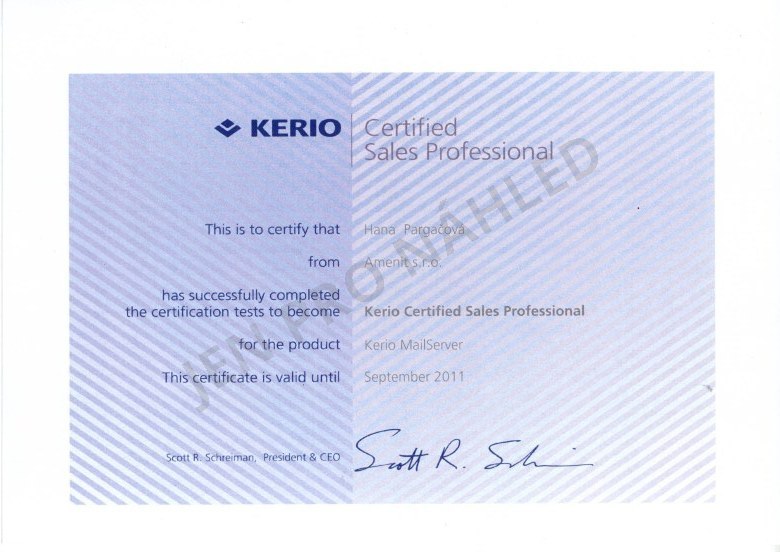 KERIO
Certified
Sales Professional
This is to certify that Hana Pargačová
from Amenit s.r.o.
has successfully completed
the certification tests to become Kerio Certified Sales Professional
for the product Kerio MailServer
This certificate is valid until September 2011
Scott R. Schreiman, President & CEO
Scott R. Schreiman
JEN PRO NÁHLED